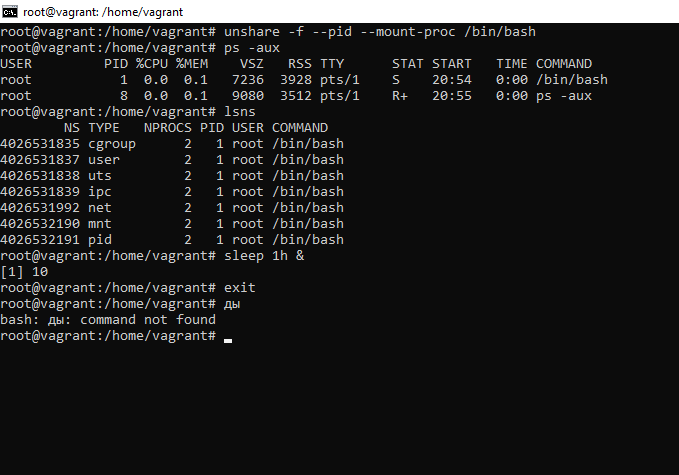 root@vagrant: /home/vagrant
root@vagrant:/home/vagrant# unshare -f --pid --mount-proc /bin/bash
root@vagrant:/home/vagrant# ps -aux
USER         PID %CPU %MEM    VSZ   RSS TTY      STAT START   TIME COMMAND
root           1  0.0  0.1   7236  3928 pts/1    S    20:54   0:00 /bin/bash
root           8  0.0  0.1   9080  3512 pts/1    R+   20:55   0:00 ps -aux
root@vagrant:/home/vagrant# lsns
        NS TYPE   NPROCS PID USER COMMAND
4026531835 cgroup      2   1 root /bin/bash
4026531837 user        2   1 root /bin/bash
4026531838 uts         2   1 root /bin/bash
4026531839 ipc         2   1 root /bin/bash
4026531992 net         2   1 root /bin/bash
4026532190 mnt         2   1 root /bin/bash
4026532191 pid         2   1 root /bin/bash
root@vagrant:/home/vagrant# sleep 1h &
[1] 10
root@vagrant:/home/vagrant# exit
root@vagrant:/home/vagrant# ды
bash: ды: command not found
root@vagrant:/home/vagrant#